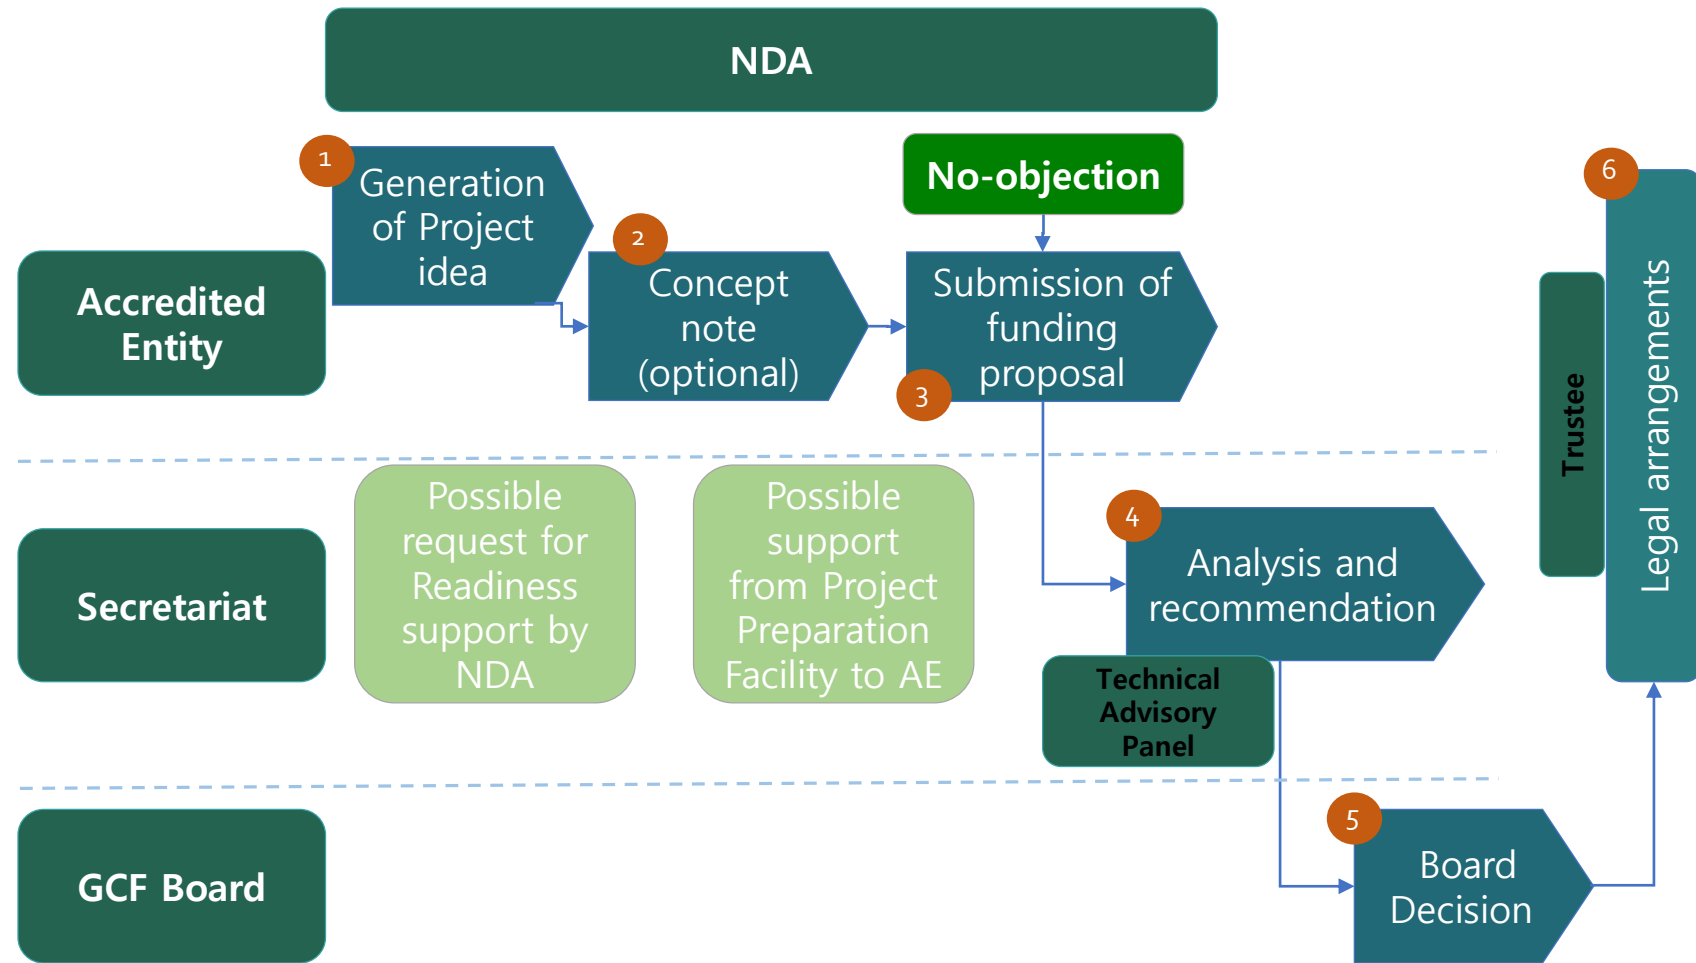 NDA
1
Generation
of Project
idea
No-objection
6
2
Accredited
Entity
Concept
note
(optional)
Submission of
funding
proposal
3
Trustee
Legal arrangements
Possible
request for
Readiness
support by
NDA
Possible
support
from Project
Preparation
Facility to AE
4
Secretariat
Analysis and
recommendation
Technical
Advisory
Panel
5
GCF Board
Board
Decision